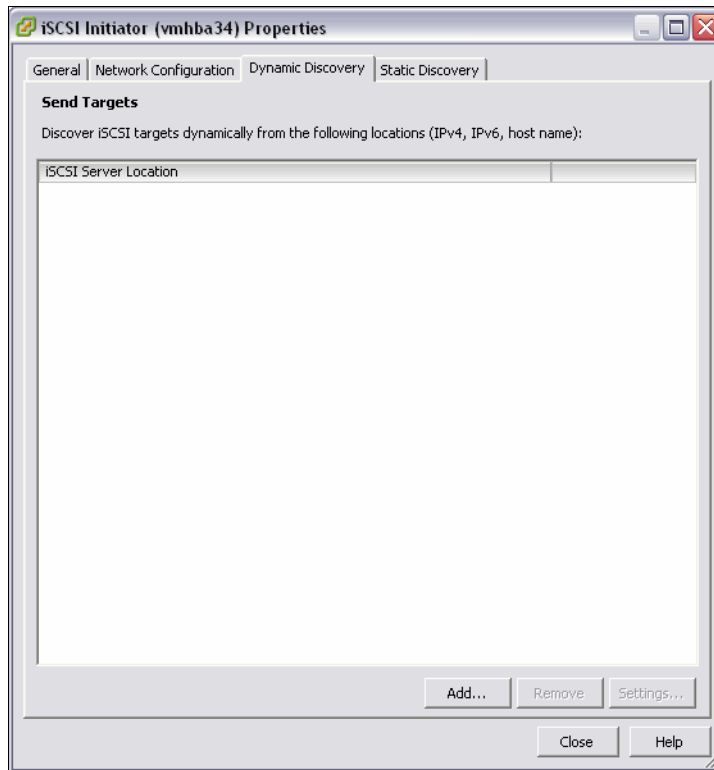 iSCSI Initiator (vmhba34) Properties
General Network Configuration Dynamic Discovery Static Discovery
Send Targets
Discover iSCSI targets dynamically from the following locations (IPv4, IPv6, host name):
iSCSI Server Location
Add... Remove Settings...
Close Help